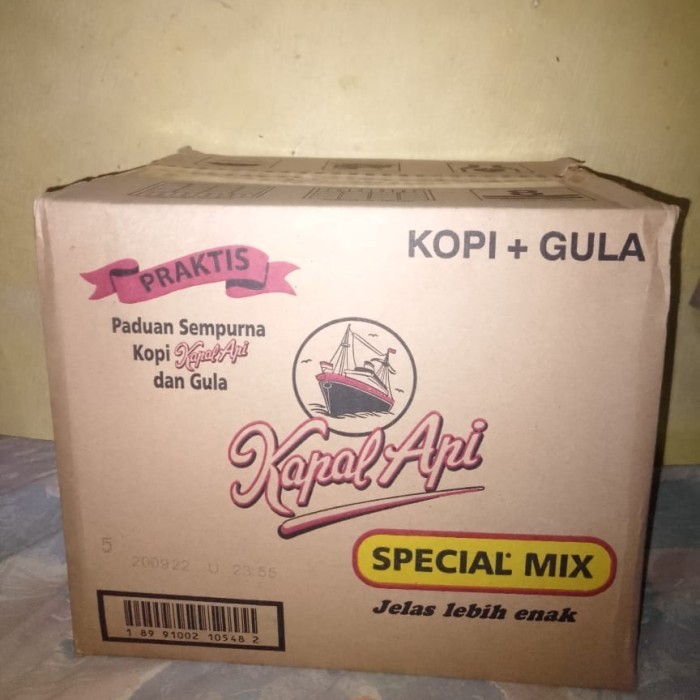 KOPI + GULA
PRAKTIS
Paduan Sempurna
Kopi Kapal Api
dan Gula
Kapal Api
SPECIAL MIX
Jelas lebih enak
5
200922 U 23:55
1 89 91002 10548 2